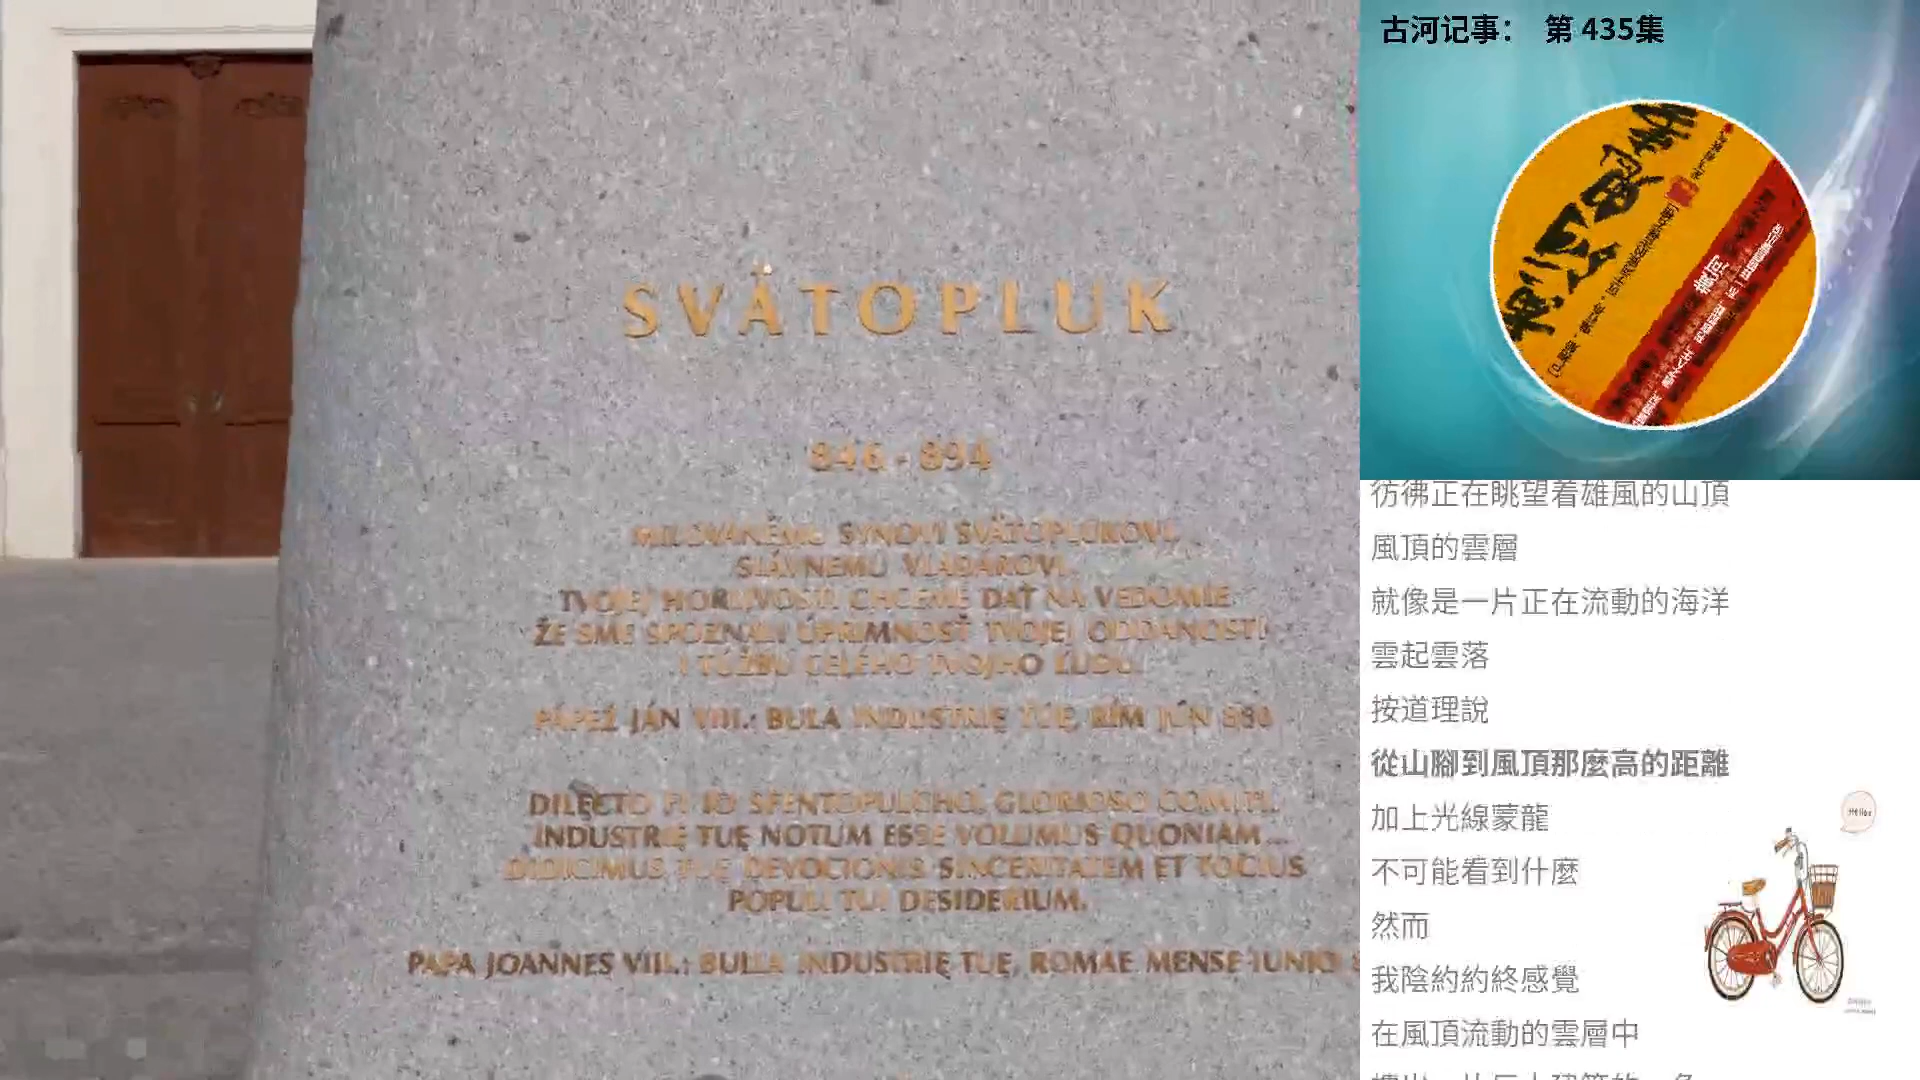 SVÄTOPLUK
846 - 894
MILOVANÉMU SYNOVI SVÄTOPLUKOVI,
SLÁVNEMU VLADÁROVI.
TVOJEJ HORLIVOSTI CHCEME DAŤ NA VEDOMIE
ŽE SME SPOZNALI ÚPRIMNOSŤ TVOJEJ ODDANOSTI
I TÚŽBU CELÉHO TVOJHO ĽUDU.
PÁPEŽ JÁN VIII.: BULA INDUSTRIĘ TUĘ, RÍM JÚN 880
DILĘCTO FILIO SFENTOPULCHO, GLORIOSO COMITI.
INDUSTRIĘ TUĘ NOTUM ESSE VOLUMUS QUONIAM...
DIDICIMUS TUĘ DEVOCIONIS SINCERITATEM ET TOCIUS
POPULI TUI DESIDERIUM.
PAPA JOANNES VIII.: BULLA INDUSTRIĘ TUĘ, ROMAE MENSE IUNIO
古河记事： 第 435集
彷彿正在眺望着雄風的山頂
風頂的雲層
就像是一片正在流動的海洋
雲起雲落
按道理說
從山腳到風頂那麼高的距離
加上光線蒙龍
不可能看到什麼
然而
我陰約約終感覺
在風頂流動的雲層中